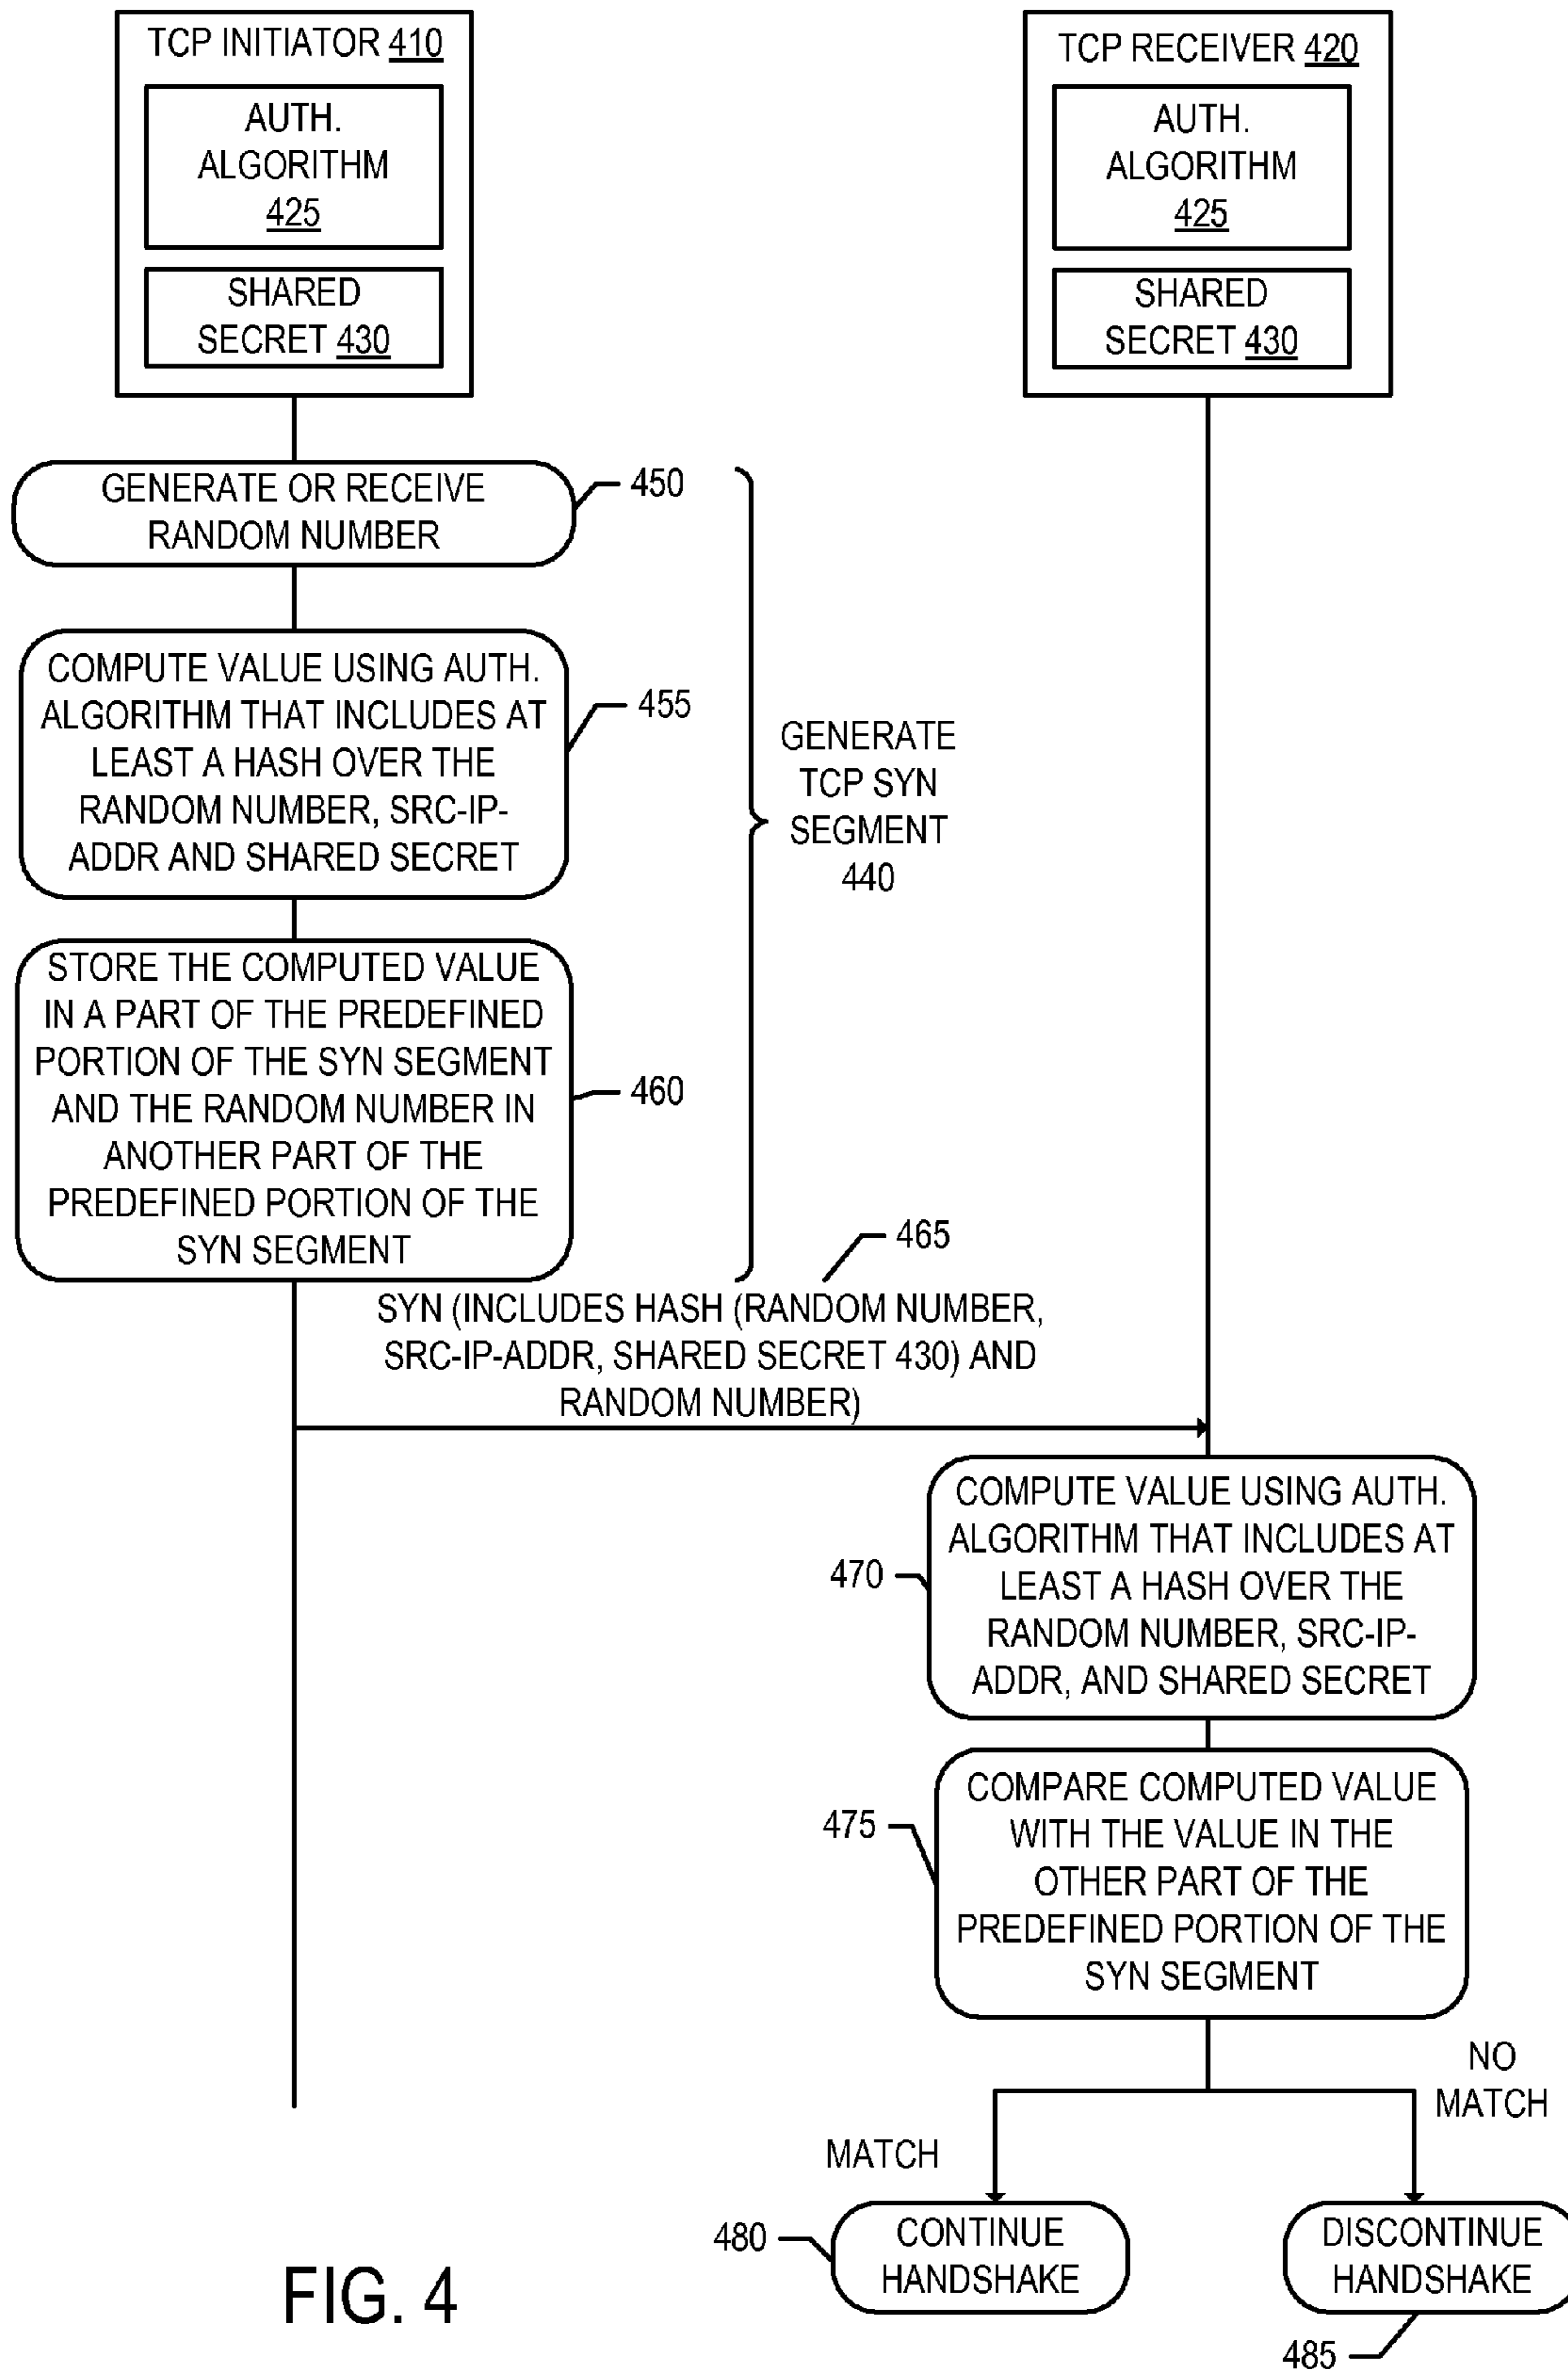 TCP INITIATOR 410
AUTH.
ALGORITHM
425
SHARED
SECRET 430
TCP RECEIVER 420
AUTH.
ALGORITHM
425
SHARED
SECRET 430
GENERATE OR RECEIVE
RANDOM NUMBER
450
COMPUTE VALUE USING AUTH.
ALGORITHM THAT INCLUDES AT
LEAST A HASH OVER THE
RANDOM NUMBER, SRC-IP-
ADDR AND SHARED SECRET
455
GENERATE
TCP SYN
SEGMENT
440
STORE THE COMPUTED VALUE
IN A PART OF THE PREDEFINED
PORTION OF THE SYN SEGMENT
AND THE RANDOM NUMBER IN
ANOTHER PART OF THE
PREDEFINED PORTION OF THE
SYN SEGMENT
460
465
SYN (INCLUDES HASH (RANDOM NUMBER,
SRC-IP-ADDR, SHARED SECRET 430) AND
RANDOM NUMBER)
COMPUTE VALUE USING AUTH.
ALGORITHM THAT INCLUDES AT
LEAST A HASH OVER THE
RANDOM NUMBER, SRC-IP-
ADDR, AND SHARED SECRET
470
COMPARE COMPUTED VALUE
WITH THE VALUE IN THE
OTHER PART OF THE
PREDEFINED PORTION OF THE
SYN SEGMENT
475
MATCH
NO
MATCH
480
CONTINUE
HANDSHAKE
DISCONTINUE
HANDSHAKE
485
FIG. 4